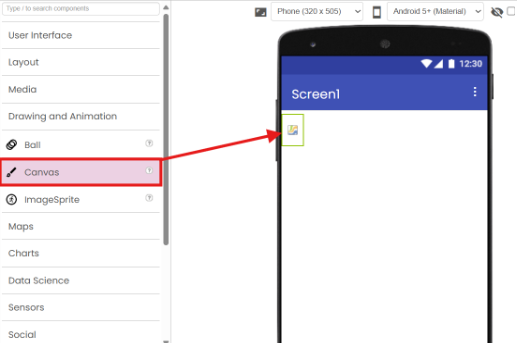 Type / to search components
User Interface
Layout
Media
Drawing and Animation
Ball
?
Canvas
?
ImageSprite
?
Maps
Charts
Data Science
Sensors
Social
Phone (320 x 505)
Android 5+ (Material)
12:30
Screen1